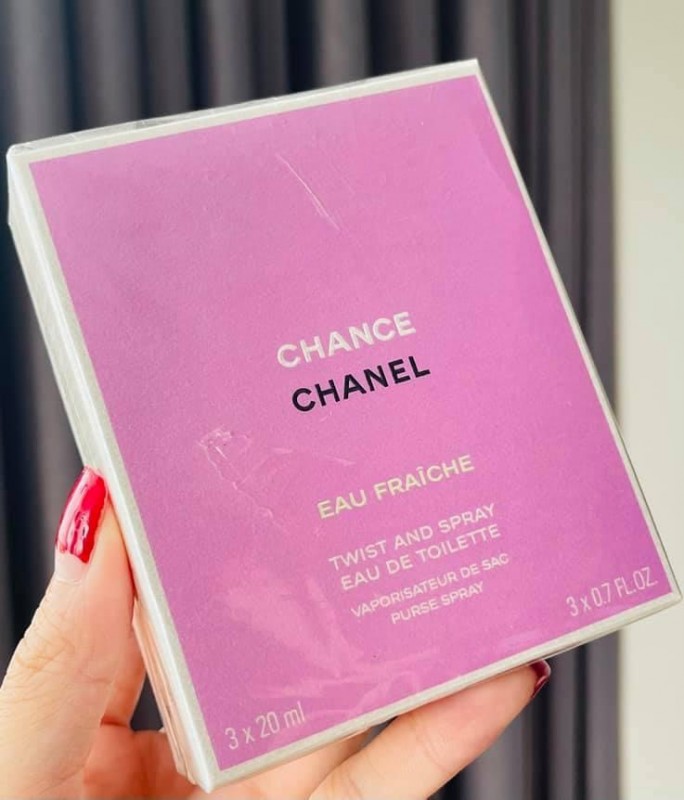 CHANCE
CHANEL
EAU FRAÎCHE
TWIST AND SPRAY
EAU DE TOILETTE
VAPORISATEUR DE SAC
PURSE SPRAY
3 x 20 ml
3 x 0.7 FL.OZ.